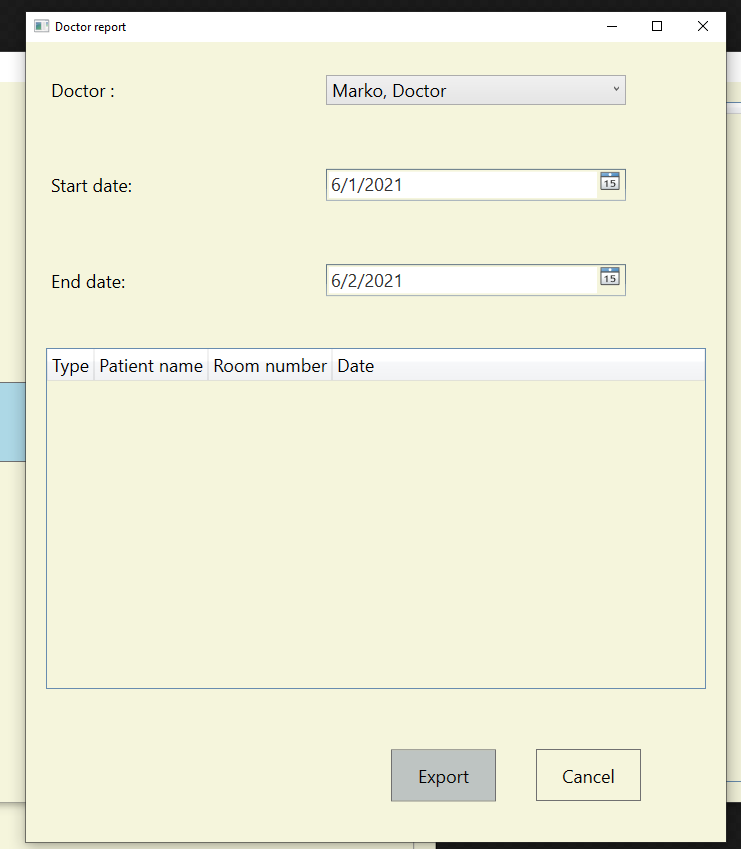 Doctor report
Doctor : Marko, Doctor
Start date: 6/1/2021 15
End date: 6/2/2021 15
Type Patient name Room number Date
Export Cancel